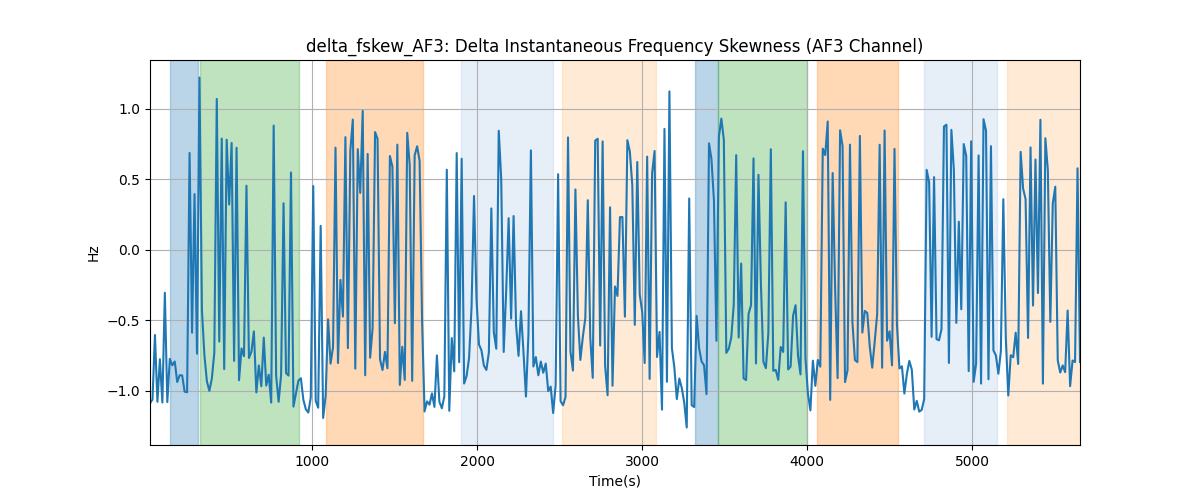 delta_fskew_AF3: Delta Instantaneous Frequency Skewness (AF3 Channel)
1.0
0.5
0.0
−0.5
−1.0
Hz
1000 2000 3000 4000 5000
Time(s)